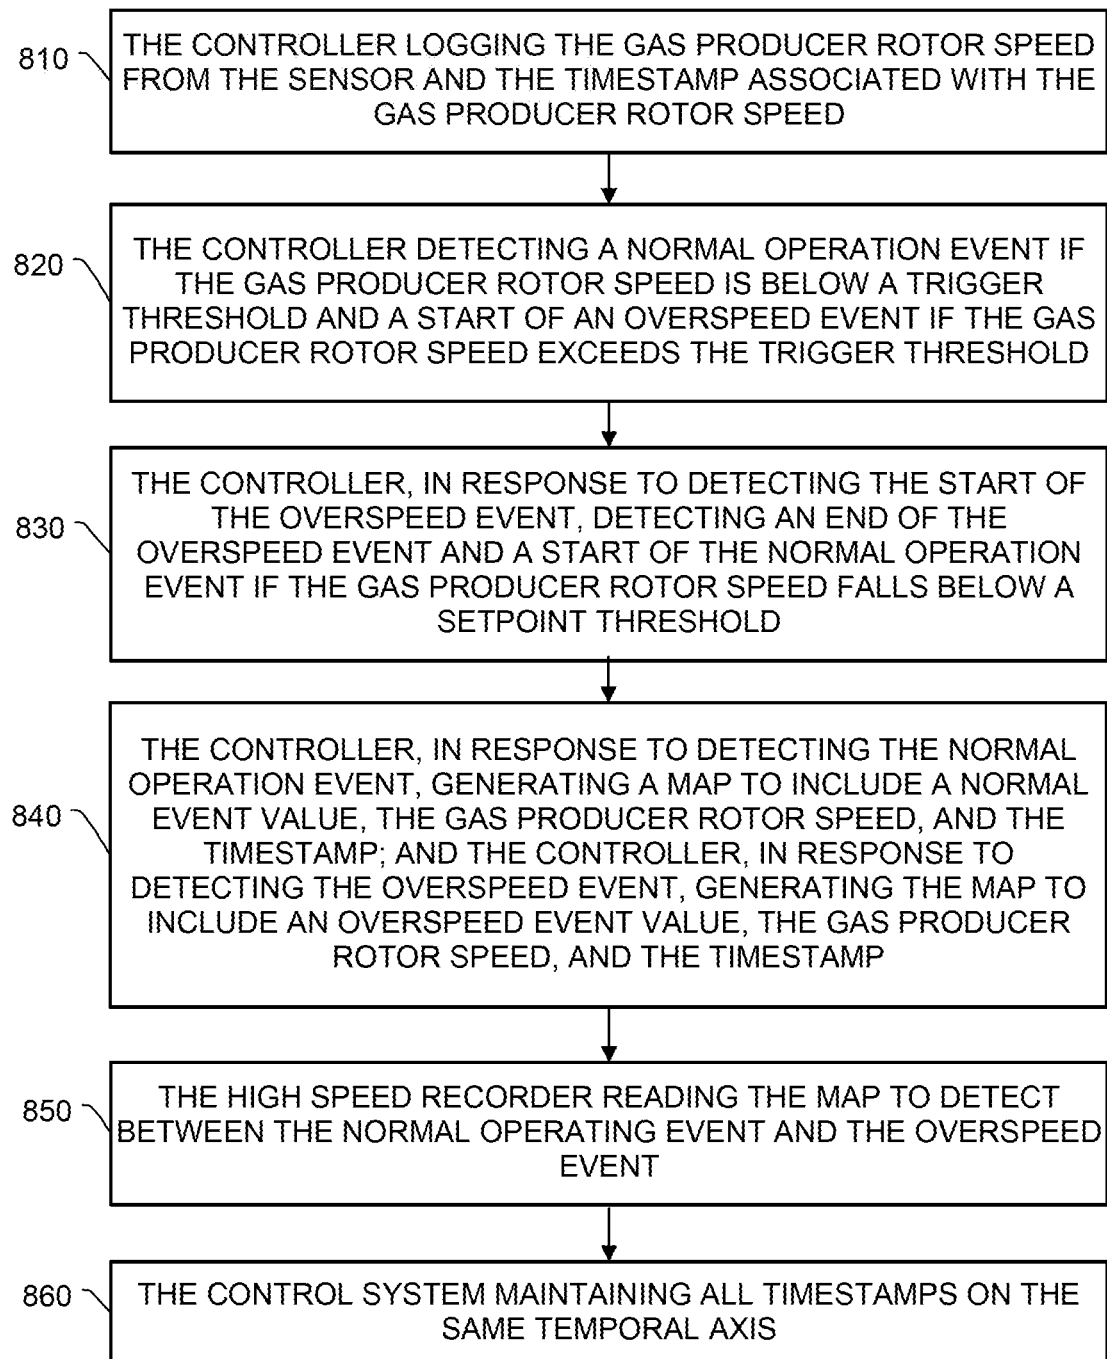 810
THE CONTROLLER LOGGING THE GAS PRODUCER ROTOR SPEED
FROM THE SENSOR AND THE TIMESTAMP ASSOCIATED WITH THE
GAS PRODUCER ROTOR SPEED
820
THE CONTROLLER DETECTING A NORMAL OPERATION EVENT IF
THE GAS PRODUCER ROTOR SPEED IS BELOW A TRIGGER
THRESHOLD AND A START OF AN OVERSPEED EVENT IF THE GAS
PRODUCER ROTOR SPEED EXCEEDS THE TRIGGER THRESHOLD
830
THE CONTROLLER, IN RESPONSE TO DETECTING THE START OF
THE OVERSPEED EVENT, DETECTING AN END OF THE
OVERSPEED EVENT AND A START OF THE NORMAL OPERATION
EVENT IF THE GAS PRODUCER ROTOR SPEED FALLS BELOW A
SETPOINT THRESHOLD
840
THE CONTROLLER, IN RESPONSE TO DETECTING THE NORMAL
OPERATION EVENT, GENERATING A MAP TO INCLUDE A NORMAL
EVENT VALUE, THE GAS PRODUCER ROTOR SPEED, AND THE
TIMESTAMP; AND THE CONTROLLER, IN RESPONSE TO
DETECTING THE OVERSPEED EVENT, GENERATING THE MAP TO
INCLUDE AN OVERSPEED EVENT VALUE, THE GAS PRODUCER
ROTOR SPEED, AND THE TIMESTAMP
850
THE HIGH SPEED RECORDER READING THE MAP TO DETECT
BETWEEN THE NORMAL OPERATING EVENT AND THE OVERSPEED
EVENT
860
THE CONTROL SYSTEM MAINTAINING ALL TIMESTAMPS ON THE
SAME TEMPORAL AXIS